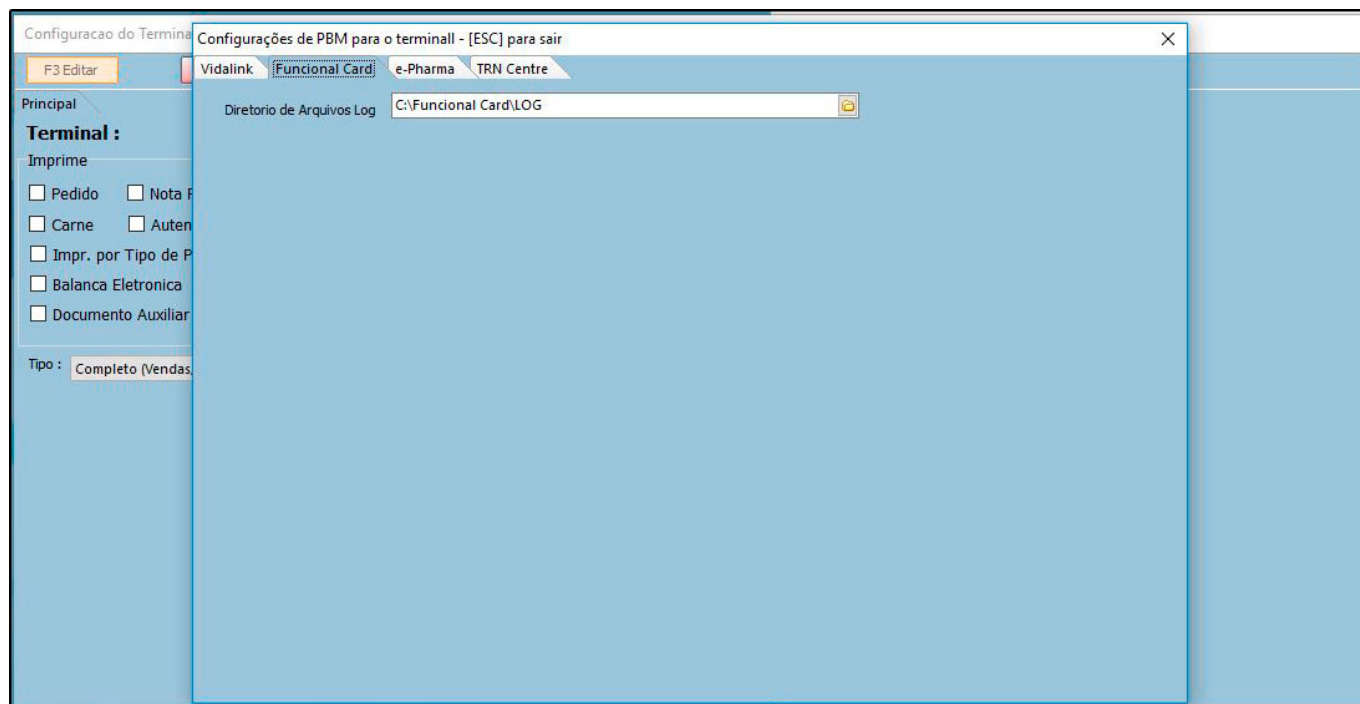 Configuracao do Termina
Configurações de PBM para o terminall - [ESC] para sair
F3 Editar
Vidalink Funcional Card e-Pharma TRN Centre
Principal
Diretorio de Arquivos Log C:\Funcional Card\LOG
Terminal :
Imprime
Pedido Nota
Carne Auten
Impr. por Tipo de P
Balanca Eletronica
Documento Auxiliar
Tipo : Completo (Vendas,